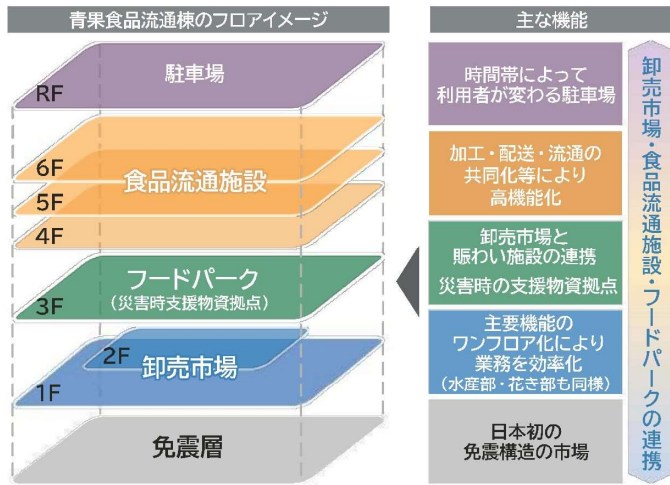 青果食品流通棟のフロアイメージ
主な機能
駐車場
RF
6F
食品流通施設
5F
4F
フードパーク
(災害時支援物資拠点)
3F
2F
卸売市場
1F
免震層
時間帯によって
利用者が変わる駐車場
加工・配送・流通の
共同化等により
高機能化
卸売市場と
賑わい施設の連携
災害時の支援物資拠点
主要機能の
ワンフロア化により
業務を効率化
(水産部・花き部も同様)
日本初の
免震構造の市場
卸売市場・食品流通施設・フードパークの連携